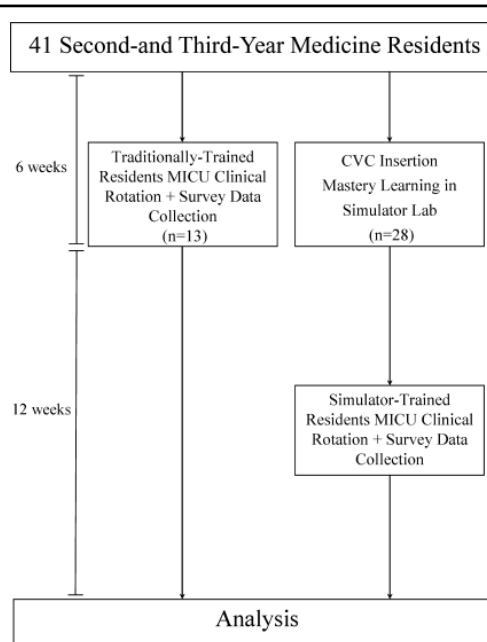 41 Second-and Third-Year Medicine Residents
6 weeks
Traditionally-Trained
Residents MICU Clinical
Rotation + Survey Data
Collection
(n=13)
CVC Insertion
Mastery Learning in
Simulator Lab
(n=28)
12 weeks
Simulator-Trained
Residents MICU Clinical
Rotation + Survey Data
Collection
Analysis